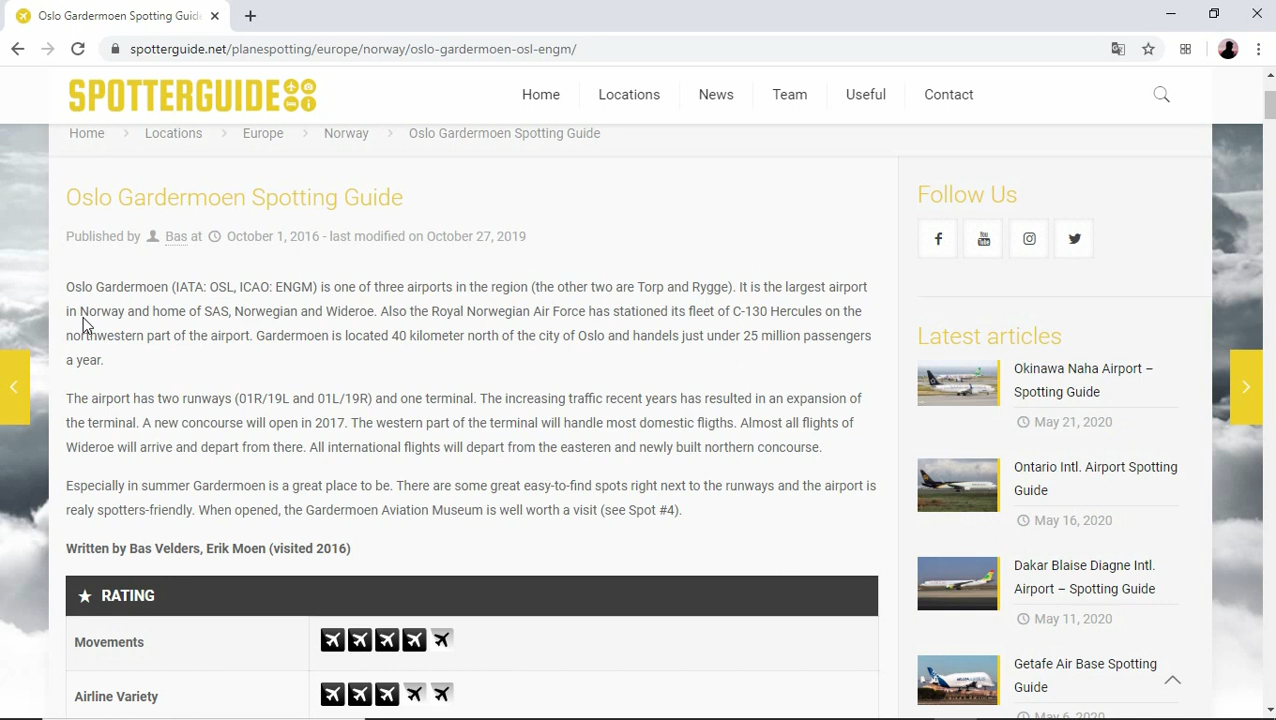 Oslo Gardermoen Spotting Guide
spotterguide.net/planespotting/europe/norway/oslo-gardermoen-osl-engm/
SPOTTERGUIDE
Home
Locations
News
Team
Useful
Contact
Home > Locations > Europe > Norway > Oslo Gardermoen Spotting Guide
Oslo Gardermoen Spotting Guide
Published by Bas at October 1, 2016 - last modified on October 27, 2019
Oslo Gardermoen (IATA: OSL, ICAO: ENGM) is one of three airports in the region (the other two are Torp and Rygge). It is the largest airport
in Norway and home of SAS, Norwegian and Wideroe. Also the Royal Norwegian Air Force has stationed its fleet of C-130 Hercules on the
northwestern part of the airport. Gardermoen is located 40 kilometer north of the city of Oslo and handels just under 25 million passengers
a year.
The airport has two runways (01R/19L and 01L/19R) and one terminal. The increasing traffic recent years has resulted in an expansion of
the terminal. A new concourse will open in 2017. The western part of the terminal will handle most domestic fligths. Almost all flights of
Wideroe will arrive and depart from there. All international flights will depart from the easteren and newly built northern concourse.
Especially in summer Gardermoen is a great place to be. There are some great easy-to-find spots right next to the runways and the airport is
realy spotters-friendly. When opened, the Gardermoen Aviation Museum is well worth a visit (see Spot #4).
Written by Bas Velders, Erik Moen (visited 2016)
RATING
Movements
Airline Variety
Follow Us
Latest articles
Okinawa Naha Airport –
Spotting Guide
May 21, 2020
Ontario Intl. Airport Spotting
Guide
May 16, 2020
Dakar Blaise Diagne Intl.
Airport – Spotting Guide
May 11, 2020
Getafe Air Base Spotting
Guide
May 6, 2020